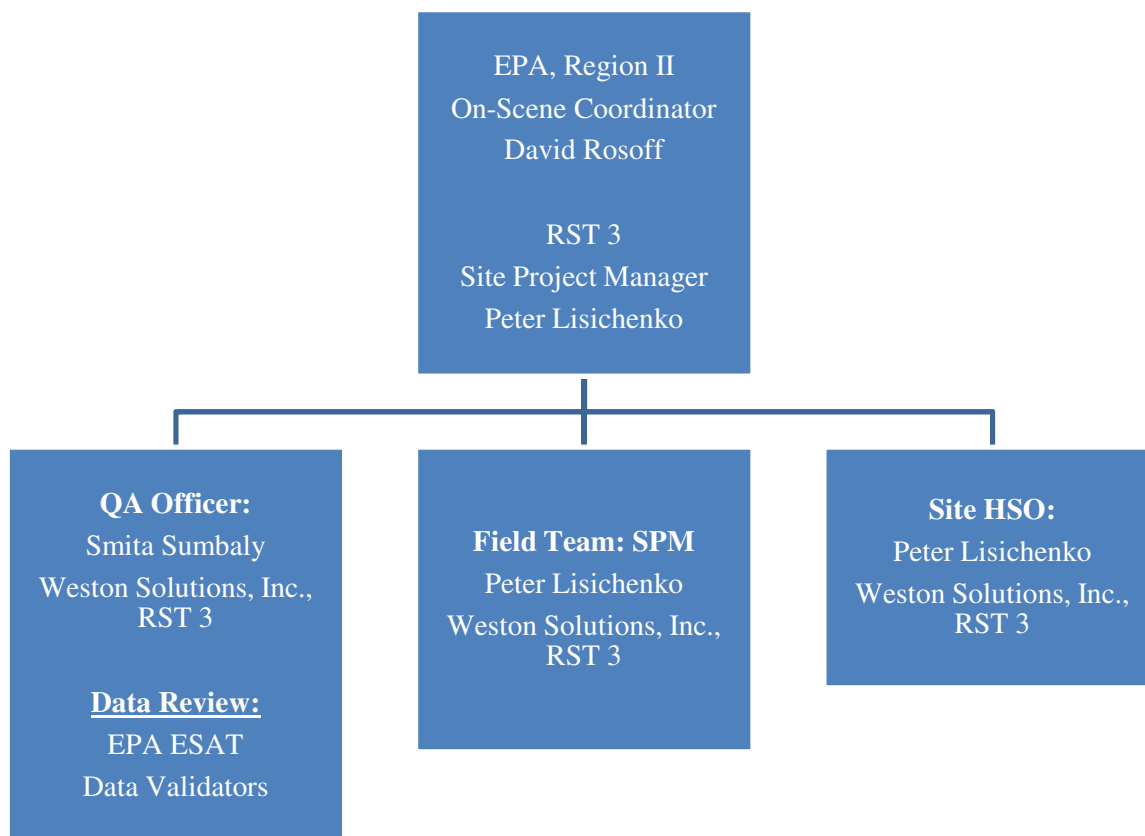 EPA, Region II
On-Scene Coordinator
David Rosoff
RST 3
Site Project Manager
Peter Lisichenko
QA Officer:
Smita Sumbaly
Weston Solutions, Inc.,
RST 3
Data Review:
EPA ESAT
Data Validators
Field Team: SPM
Peter Lisichenko
Weston Solutions, Inc.,
RST 3
Site HSO:
Peter Lisichenko
Weston Solutions, Inc.,
RST 3